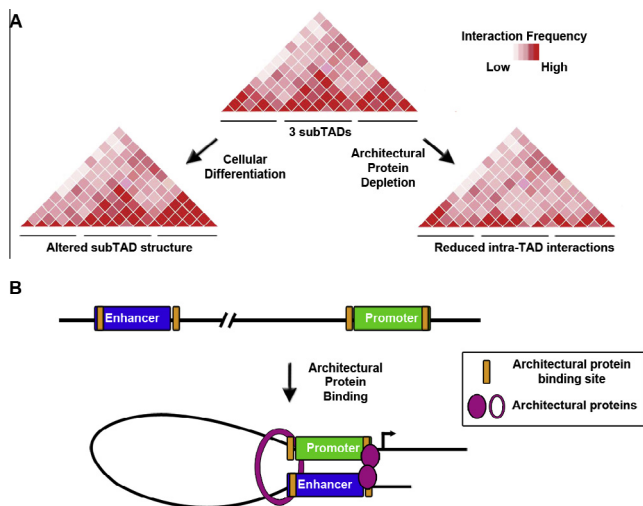 A
Interaction Frequency
Low High
3 subTADs
Cellular
Differentiation
Architectural
Protein
Depletion
Altered subTAD structure
Reduced intra-TAD interactions
B
Enhancer
Promoter
Architectural
Protein
Binding
Architectural protein
binding site
Architectural proteins
Promoter
Enhancer